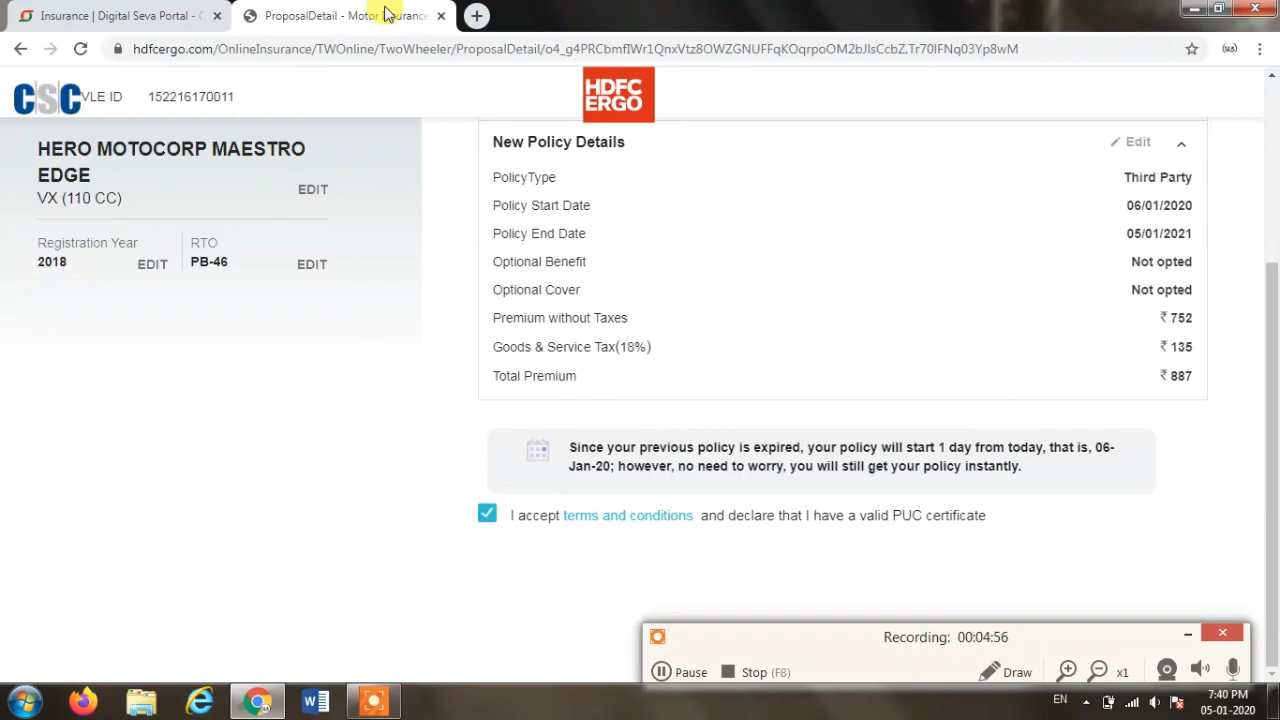 Insurance | Digital Seva Portal - C
ProposalDetail - Motor Insurance
hdfcergo.com/OnlineInsurance/TWOnline/TwoWheeler/ProposalDetail/o4_g4PRCbmfIWr1QnxVtz8OWZGNUFFqKOqrpoOM2bJIsCcbZ,Tr70IFNq03Yp8wM
CSC VLE ID 152216170011
HDFC
ERGO
HERO MOTOCORP MAESTRO
EDGE
VX (110 CC)
EDIT
Registration Year
2018
EDIT
RTO
PB-46
EDIT
New Policy Details
Edit
PolicyType Third Party
Policy Start Date 06/01/2020
Policy End Date 05/01/2021
Optional Benefit Not opted
Optional Cover Not opted
Premium without Taxes ₹ 752
Goods & Service Tax(18%) ₹ 135
Total Premium ₹ 887
Since your previous policy is expired, your policy will start 1 day from today, that is, 06-
Jan-20; however, no need to worry, you will still get your policy instantly.
I accept terms and conditions and declare that I have a valid PUC certificate
Recording: 00:04:56
Pause Stop (F8) Draw x1
EN
7:40 PM
05-01-2020